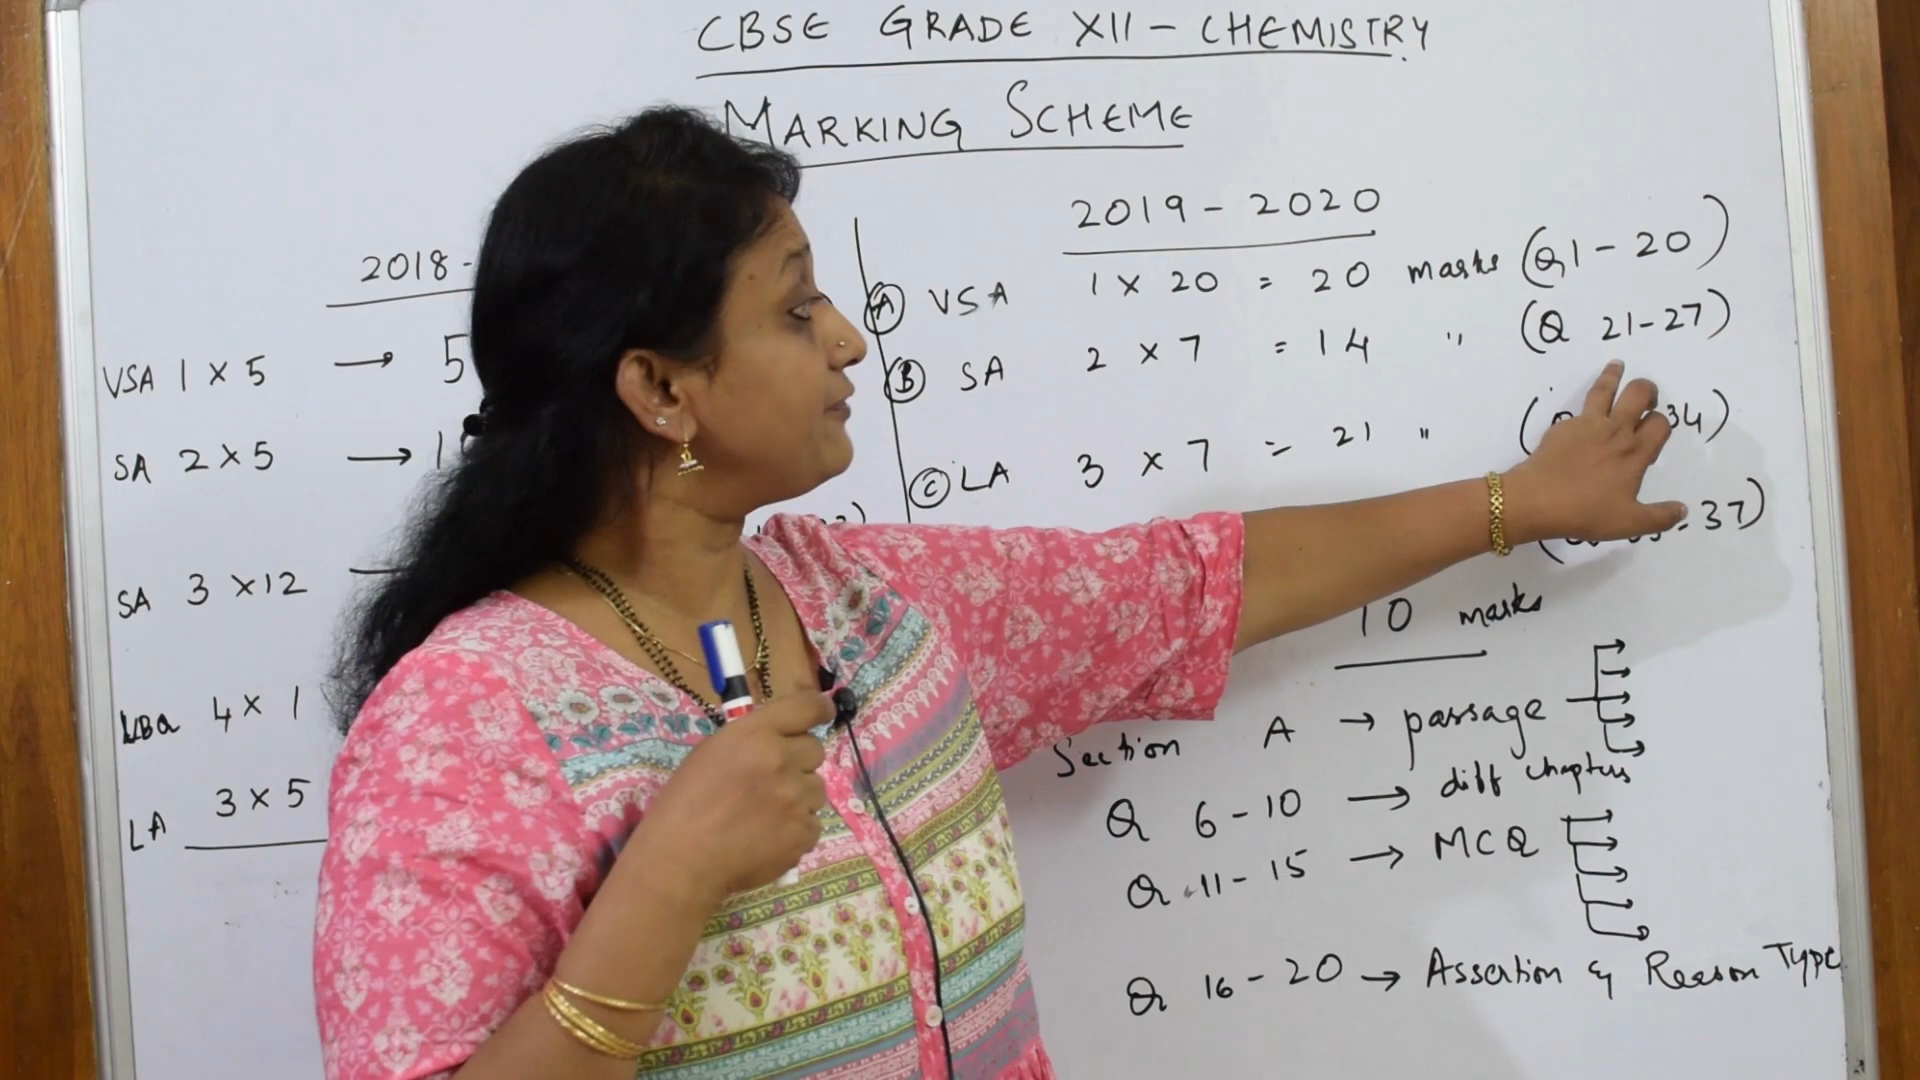 CBSE GRADE XII - CHEMISTRY
MARKING SCHEME
2018 -
VSA 1 × 5 → 5
SA 2 × 5 → 1
SA 3 × 12
4 × 1
LA 3 × 5
2019 - 2020
Ⓐ VSA 1 × 20 = 20 marks (Q1 - 20)
Ⓑ SA 2 × 7 = 14 " (Q 21-27)
Ⓒ LA 3 × 7 = 21 " ( 34)
- 37)
10 marks
Section A → passage
Q 6 - 10 → diff chapters
Q 11 - 15 → MCQ
Q 16 - 20 → Assertion & Reason Type